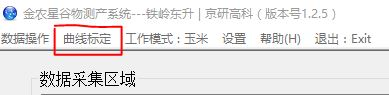 金农星谷物测产系统---铁岭东升 | 京研高科（版本号1.2.5）
数据操作 曲线标定 工作模式：玉米 设置 帮助(H) 退出：Exit
数据采集区域